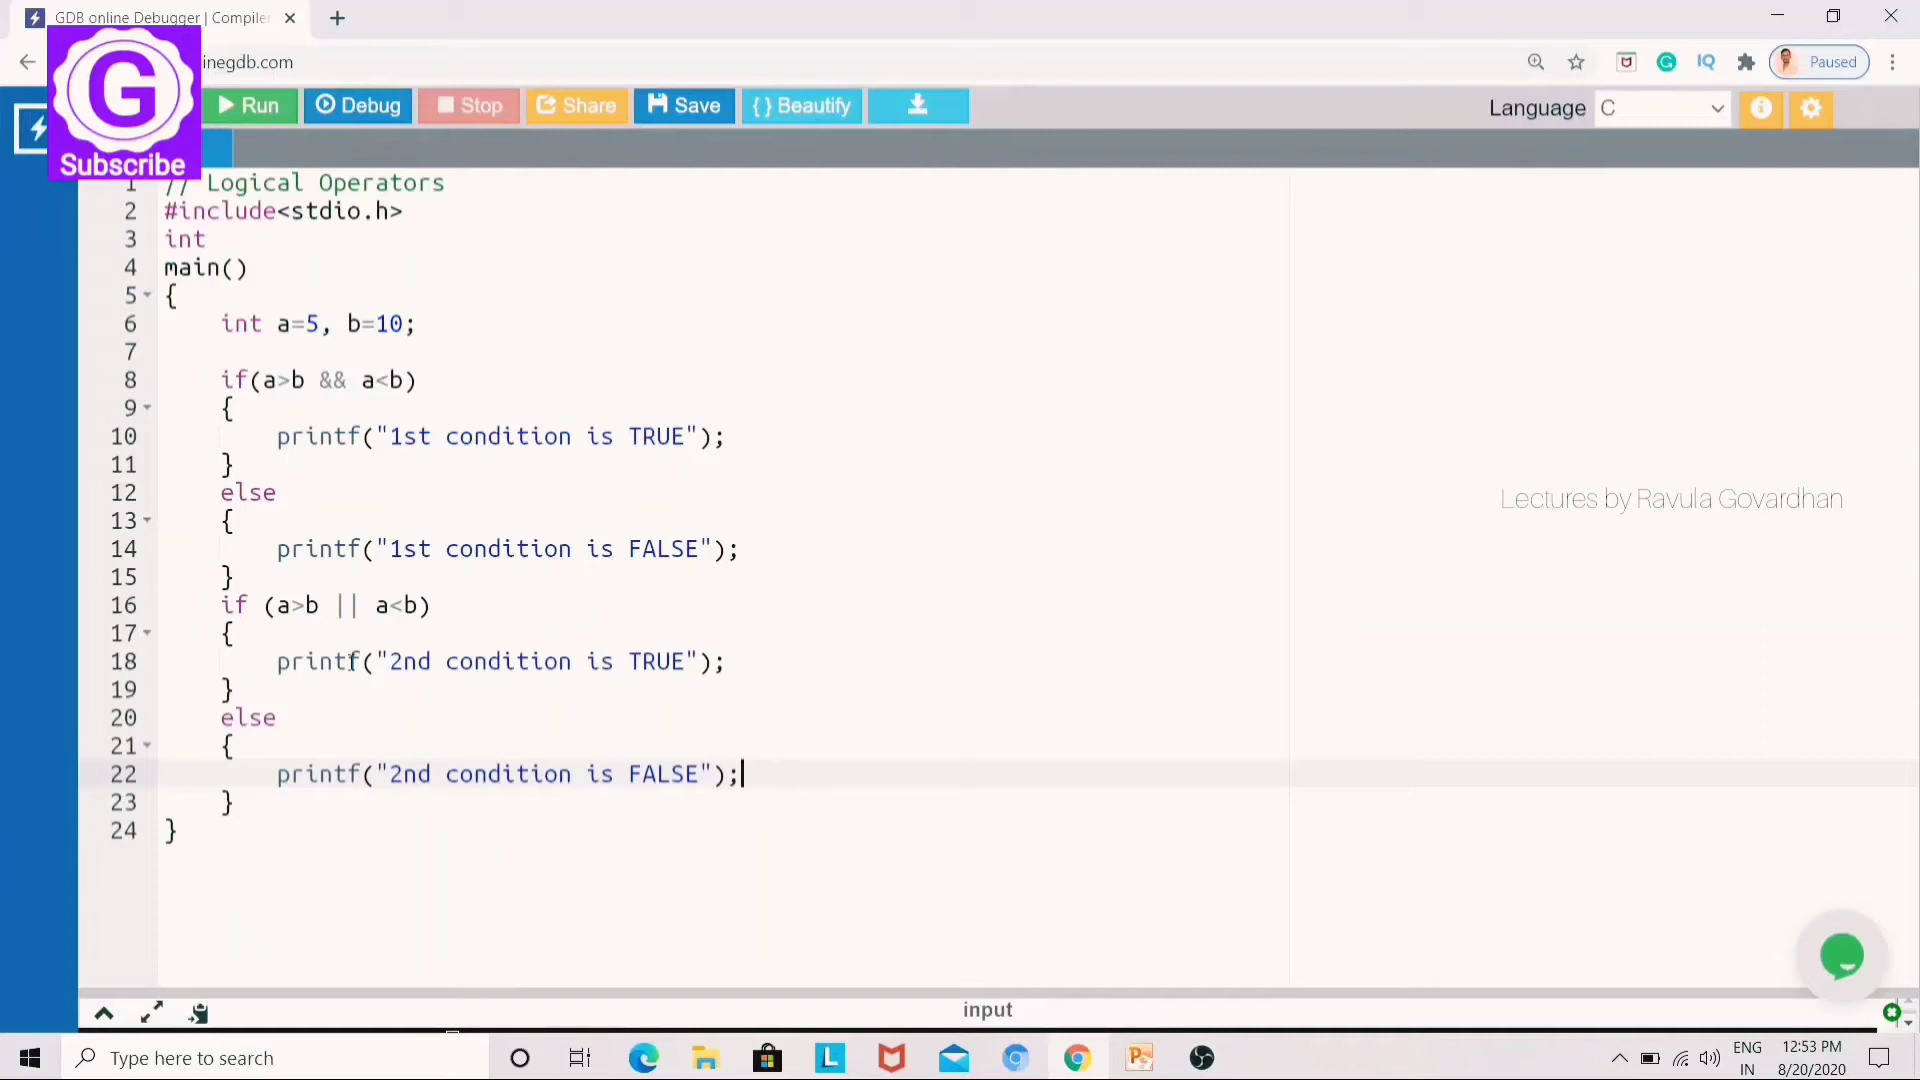 GDB online Debugger | Compiler
inegdb.com
IQ
Paused
G
Subscribe
Run
Debug
Stop
Share
Save
{ } Beautify
Language C
1 // Logical Operators
2 #include<stdio.h>
3 int
4 main()
5 {
6 int a=5, b=10;
7
8 if(a>b && a<b)
9 {
10 printf("1st condition is TRUE");
11 }
12 else
13 {
14 printf("1st condition is FALSE");
15 }
16 if (a>b || a<b)
17 {
18 printf("2nd condition is TRUE");
19 }
20 else
21 {
22 printf("2nd condition is FALSE");
23 }
24 }
Lectures by Ravula Govardhan
input
Type here to search
L
ENG
IN
12:53 PM
8/20/2020